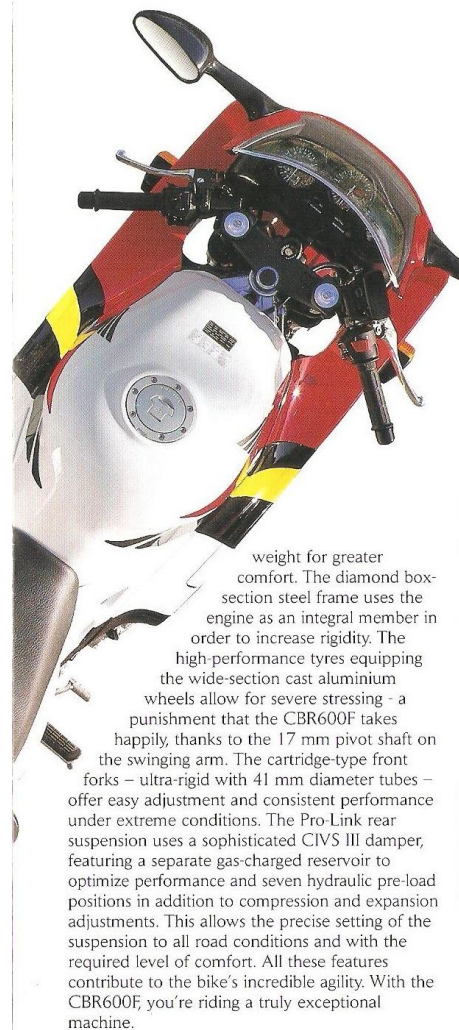 weight for greater
comfort. The diamond box-
section steel frame uses the
engine as an integral member in
order to increase rigidity. The
high-performance tyres equipping
the wide-section cast aluminium
wheels allow for severe stressing - a
punishment that the CBR600F takes
happily, thanks to the 17 mm pivot shaft on
the swinging arm. The cartridge-type front
forks – ultra-rigid with 41 mm diameter tubes –
offer easy adjustment and consistent performance
under extreme conditions. The Pro-Link rear
suspension uses a sophisticated CIVS III damper,
featuring a separate gas-charged reservoir to
optimize performance and seven hydraulic pre-load
positions in addition to compression and expansion
adjustments. This allows the precise setting of the
suspension to all road conditions and with the
required level of comfort. All these features
contribute to the bike's incredible agility. With the
CBR600F, you're riding a truly exceptional
machine.